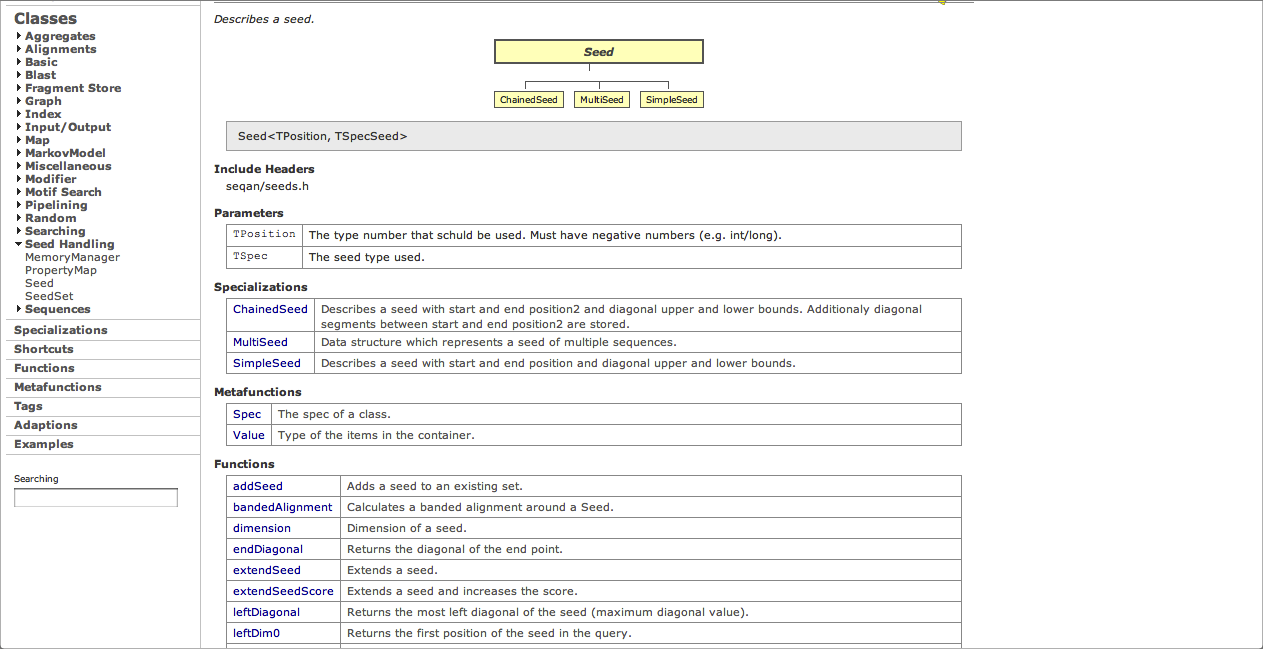 Classes
Aggregates
Alignments
Basic
Blast
Fragment Store
Graph
Index
Input/Output
Map
MarkovModel
Miscellaneous
Modifier
Motif Search
Pipelining
Random
Searching
Seed Handling
MemoryManager
PropertyMap
Seed
SeedSet
Sequences
Specializations
Shortcuts
Functions
Metafunctions
Tags
Adaptions
Examples
Searching
Describes a seed.
Seed
ChainedSeed MultiSeed SimpleSeed
Seed<TPosition, TSpecSeed>
Include Headers
seqan/seeds.h
Parameters
TPosition The type number that schuld be used. Must have negative numbers (e.g. int/long).
TSpec The seed type used.
Specializations
ChainedSeed Describes a seed with start and end position2 and diagonal upper and lower bounds. Additionaly diagonal
segments between start and end position2 are stored.
MultiSeed Data structure which represents a seed of multiple sequences.
SimpleSeed Describes a seed with start and end position and diagonal upper and lower bounds.
Metafunctions
Spec The spec of a class.
Value Type of the items in the container.
Functions
addSeed Adds a seed to an existing set.
bandedAlignment Calculates a banded alignment around a Seed.
dimension Dimension of a seed.
endDiagonal Returns the diagonal of the end point.
extendSeed Extends a seed.
extendSeedScore Extends a seed and increases the score.
leftDiagonal Returns the most left diagonal of the seed (maximum diagonal value).
leftDim0 Returns the first position of the seed in the query.